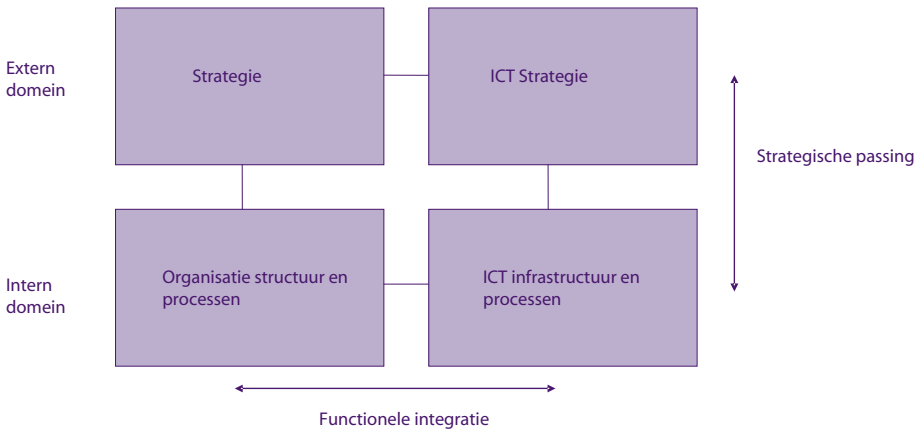 Extern
domein
Strategie
ICT Strategie
Strategische passing
Intern
domein
Organisatie structuur en
processen
ICT infrastructuur en
processen
Functionele integratie